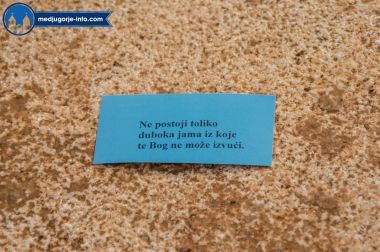 medjugorje-info.com
Ne postoji toliko
duboka jama iz koje
te Bog ne može izvući.